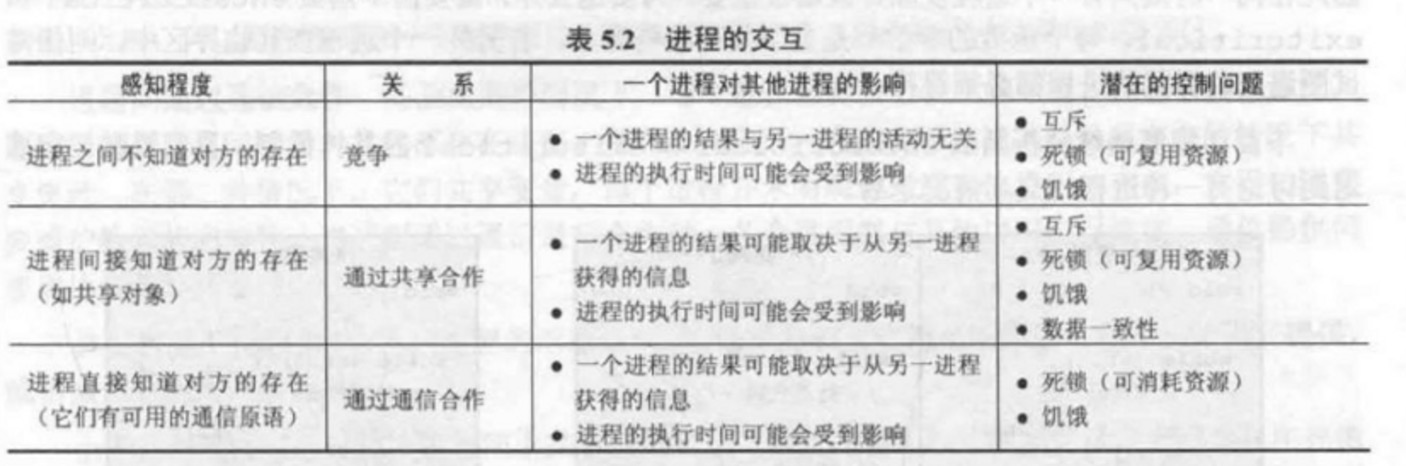 exitcritical
表 5.2 进程的交互
感知程度 关 系 一个进程对其他进程的影响 潜在的控制问题
进程之间不知道对方的存在 竞争
● 一个进程的结果与另一进程的活动无关
● 进程的执行时间可能会受到影响
● 互斥
● 死锁（可复用资源）
● 饥饿
进程间接知道对方的存在
（如共享对象）
通过共享合作
● 一个进程的结果可能取决于从另一进程
获得的信息
● 进程的执行时间可能会受到影响
● 互斥
● 死锁（可复用资源）
● 饥饿
● 数据一致性
进程直接知道对方的存在
（它们有可用的通信原语）
通过通信合作
● 一个进程的结果可能取决于从另一进程
获得的信息
● 进程的执行时间可能会受到影响
● 死锁（可消耗资源）
● 饥饿